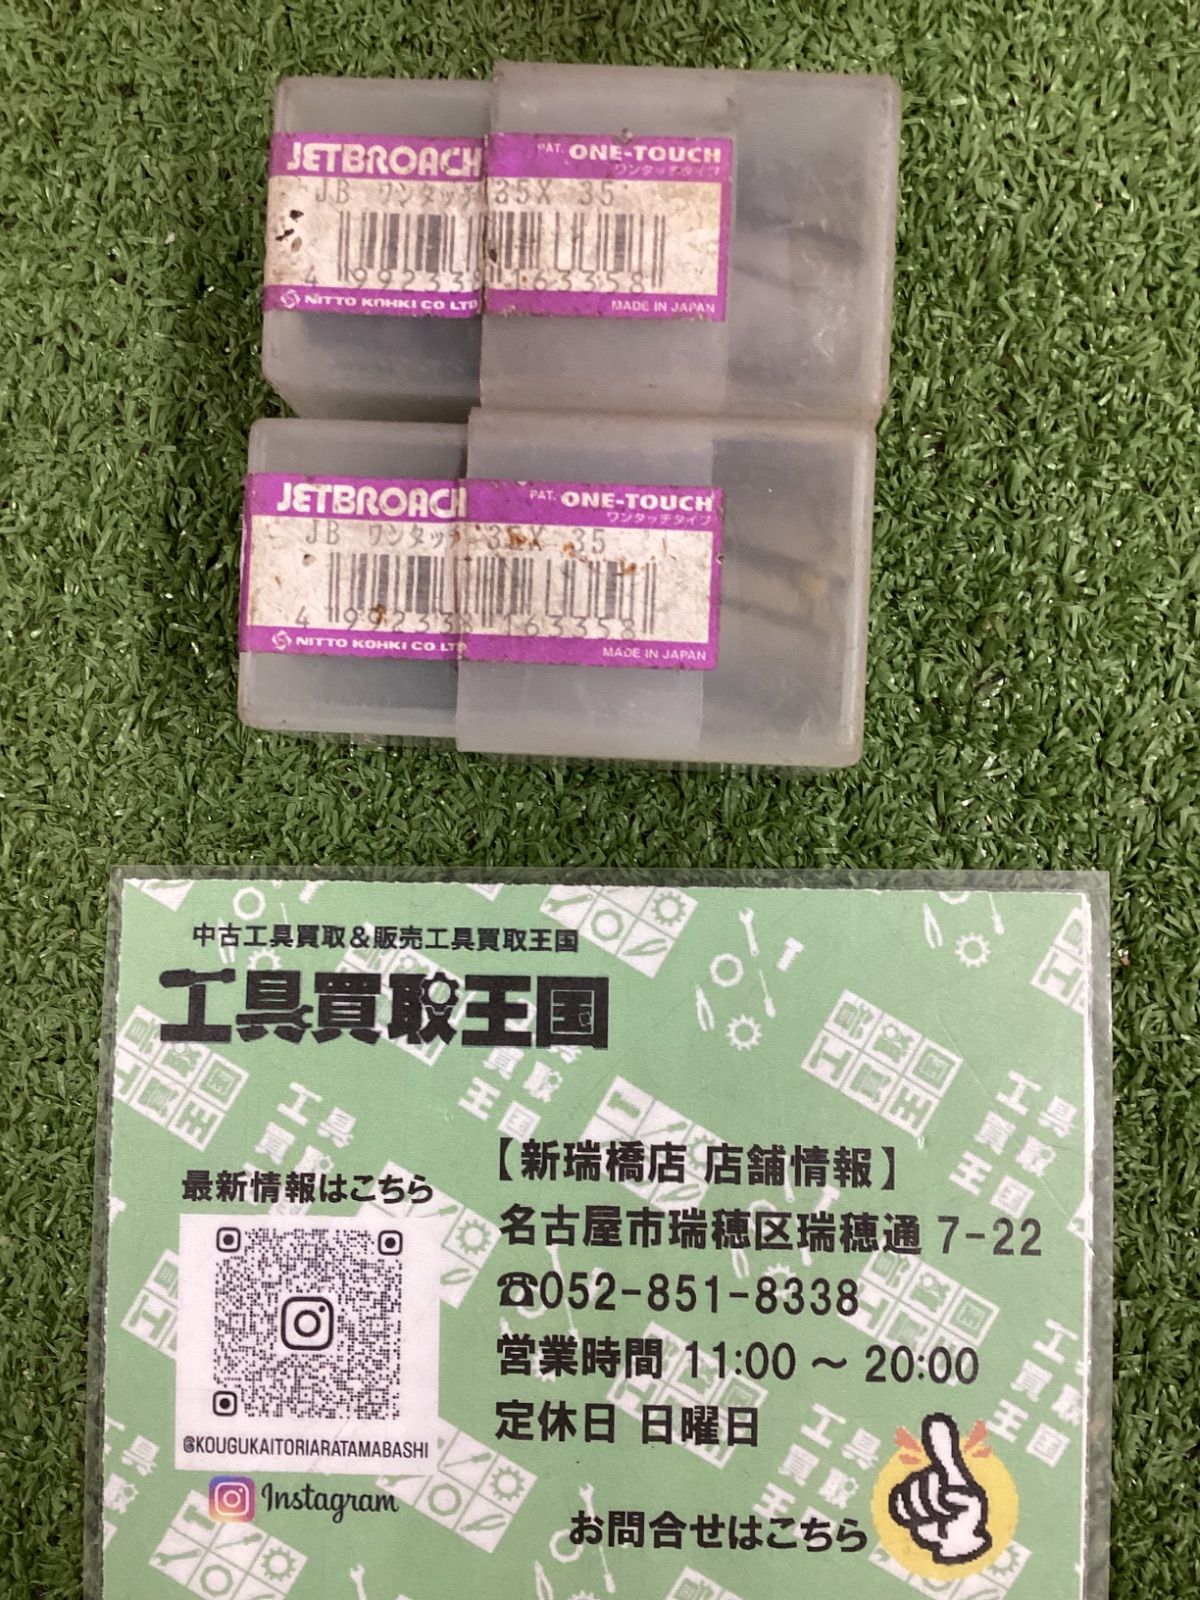 JETBROACH PAT. ONE-TOUCH
ワンタッチタイプ
JB ワンタッチ 35X 35
4 992338 163358
NITTO KOHKI CO LTD MADE IN JAPAN
JETBROACH PAT. ONE-TOUCH
ワンタッチタイプ
JB ワンタッチ 35X 35
4 992338 163358
NITTO KOHKI CO.LTD MADE IN JAPAN
中古工具買取&販売工具買取王国
工具買取王国
最新情報はこちら
@KOUGUKAITORIARATAMABASHI
Instagram
【新瑞橋店 店舗情報】
名古屋市瑞穂区瑞穂通 7-22
☎052-851-8338
営業時間 11:00 ~ 20:00
定休日 日曜日
お問合せはこちら